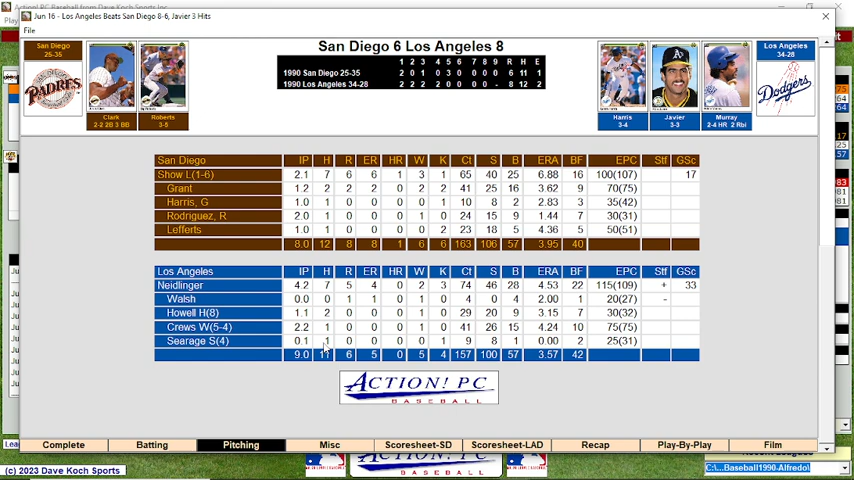 Action! PC Baseball from Dave Koch Sports Inc
Jun 16 - Los Angeles Beats San Diego 8-6, Javier 3 Hits
File
San Diego
25-35
San Diego 6 Los Angeles 8
Los Angeles
34-28
1 2 3 4 5 6 7 8 9 R H E
1990 San Diego 25-35 2 0 1 0 3 0 0 0 0 6 11 1
1990 Los Angeles 34-28 2 2 2 2 0 0 0 0 - 8 12 2
PADRES
Dodgers
Clark
2-2 2B 3 BB
Roberts
3-5
Harris
3-4
Javier
3-3
Murray
2-4 HR 2 Rbi
San Diego IP H R ER HR W K Ct S B ERA BF EPC Stf GSc
Show L(1-6) 2.1 7 6 6 1 3 1 65 40 25 6.88 16 100(107) 17
Grant 1.2 2 2 2 0 2 2 41 25 16 3.62 9 70(75)
Harris, G 1.0 1 0 0 0 0 1 10 8 2 2.83 3 35(42)
Rodriguez, R 2.0 1 0 0 0 1 0 24 15 9 1.44 7 30(31)
Lefferts 1.0 1 0 0 0 0 2 23 18 5 4.36 5 50(51)
8.0 12 8 8 1 6 6 163 106 57 3.95 40
Los Angeles IP H R ER HR W K Ct S B ERA BF EPC Stf GSc
Neidlinger 4.2 7 5 4 0 2 3 74 46 28 4.53 22 115(109) + 33
Walsh 0.0 0 1 1 0 1 0 4 0 4 2.00 1 20(27) -
Howell H(8) 1.1 2 0 0 0 1 0 29 20 9 3.15 7 30(32)
Crews W(5-4) 2.2 1 0 0 0 1 0 41 26 15 4.24 10 75(75)
Searage S(4) 0.1 1 0 0 0 0 1 9 8 1 0.00 2 25(31)
9.0 11 6 5 0 5 4 157 100 57 3.57 42
ACTION! PC
BASEBALL
Complete Batting Pitching Misc Scoresheet-SD Scoresheet-LAD Recap Play-By-Play Film
(c) 2023 Dave Koch Sports
BASEBALL
C:\...Baseball1990-Alfredo\